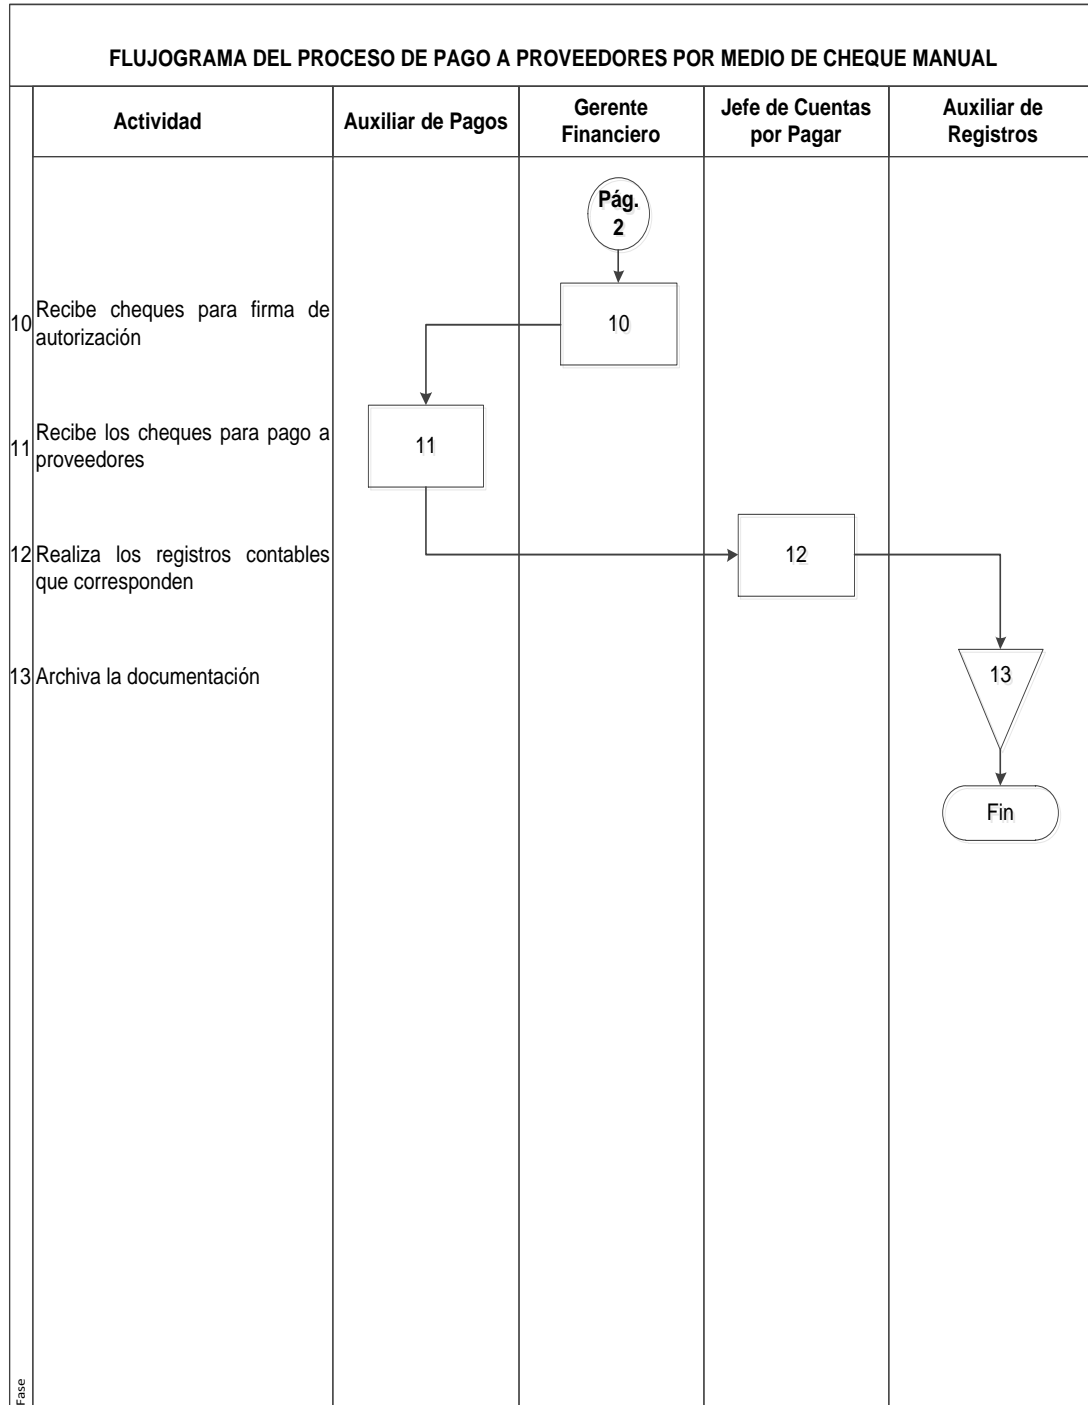 FLUJOGRAMA DEL PROCESO DE PAGO A PROVEEDORES POR MEDIO DE CHEQUE MANUAL
Actividad
Auxiliar de Pagos
Gerente
Financiero
Jefe de Cuentas
por Pagar
Auxiliar de
Registros
Pág.
2
10
Recibe cheques para firma de
autorización
10
11
Recibe los cheques para pago a
proveedores
11
12
Realiza los registros contables
que corresponden
12
13
Archiva la documentación
13
Fin
Fase